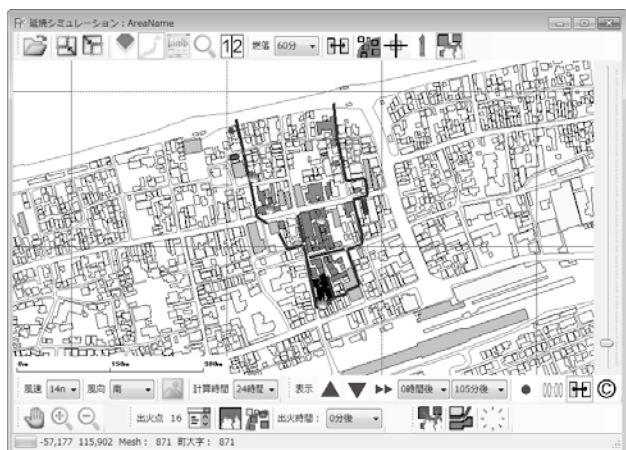 延焼シミュレーション : AreaName
12 燃落 60分
0m 150m 300m
風速 14m 風向 南 計算時間 24時間 表示 0時間後 105分後 00:00 ©
出火点 16 出火時間: 0分後
-57,177 115,902 Mesh: 871 町大字: 871